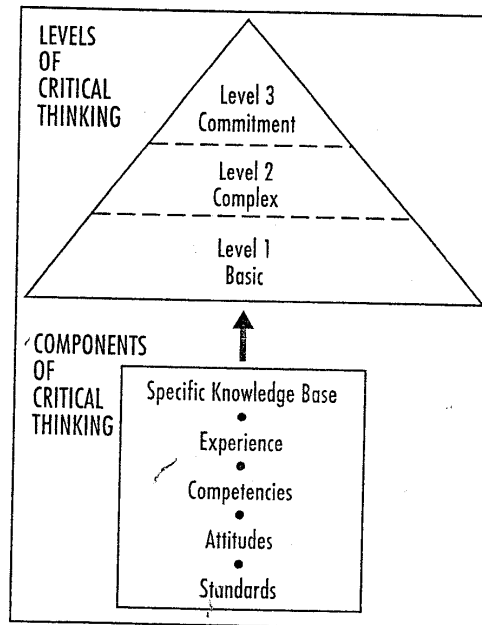 LEVELS
OF
CRITICAL
THINKING
Level 3
Commitment
Level 2
Complex
Level 1
Basic
COMPONENTS
OF
CRITICAL
THINKING
Specific Knowledge Base
Experience
Competencies
Attitudes
Standards